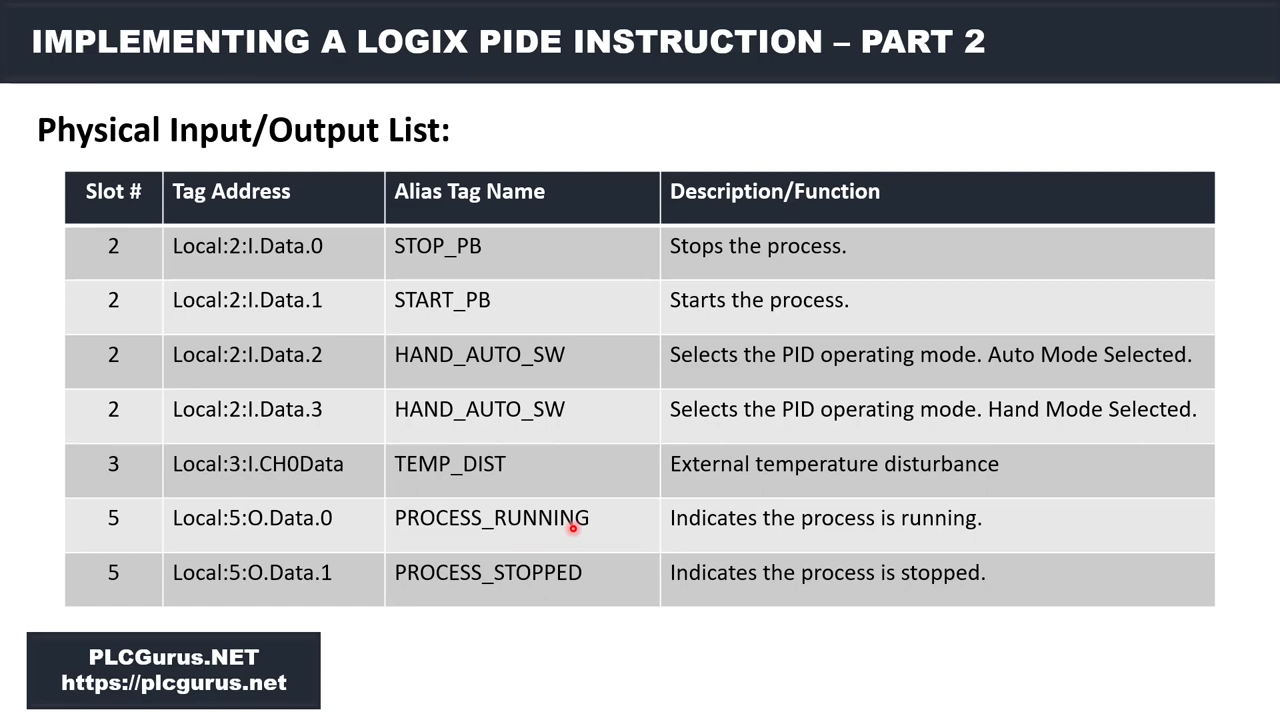 IMPLEMENTING A LOGIX PIDE INSTRUCTION – PART 2
Physical Input/Output List:
Slot # Tag Address Alias Tag Name Description/Function
2 Local:2:I.Data.0 STOP_PB Stops the process.
2 Local:2:I.Data.1 START_PB Starts the process.
2 Local:2:I.Data.2 HAND_AUTO_SW Selects the PID operating mode. Auto Mode Selected.
2 Local:2:I.Data.3 HAND_AUTO_SW Selects the PID operating mode. Hand Mode Selected.
3 Local:3:I.CH0Data TEMP_DIST External temperature disturbance
5 Local:5:O.Data.0 PROCESS_RUNNING Indicates the process is running.
5 Local:5:O.Data.1 PROCESS_STOPPED Indicates the process is stopped.
PLCGurus.NET
https://plcgurus.net